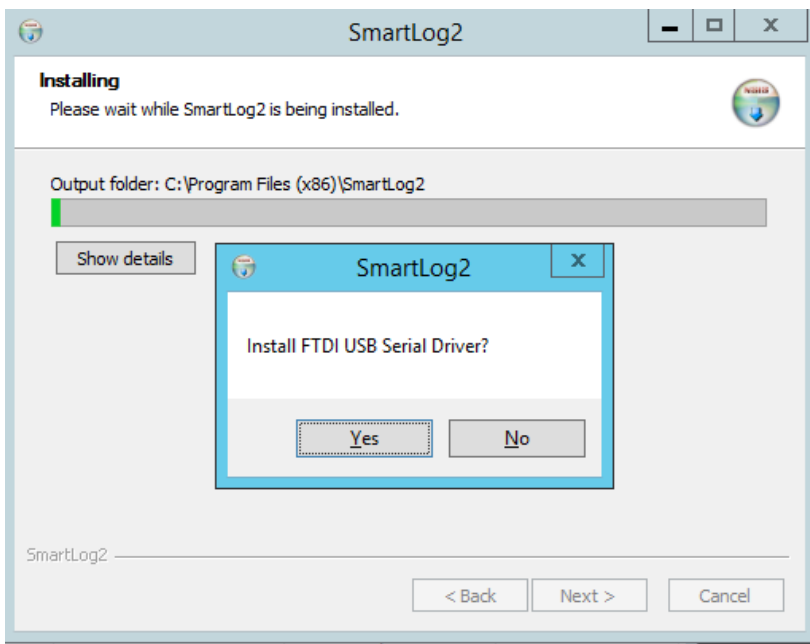 SmartLog2
Installing
Please wait while SmartLog2 is being installed.
Output folder: C:\Program Files (x86)\SmartLog2
Show details
SmartLog2
Install FTDI USB Serial Driver?
Yes
No
SmartLog2
< Back
Next >
Cancel